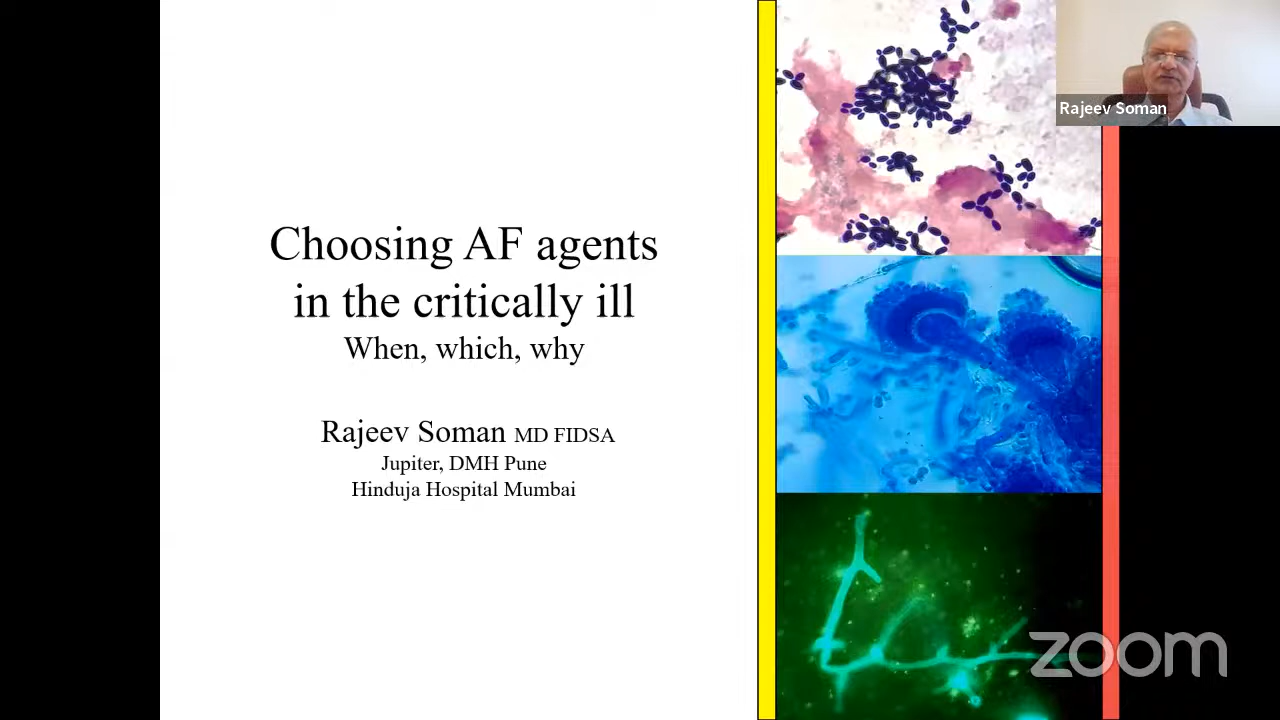 Choosing AF agents
in the critically ill
When, which, why
Rajeev Soman MD FIDSA
Jupiter, DMH Pune
Hinduja Hospital Mumbai
Rajeev Soman
zoom